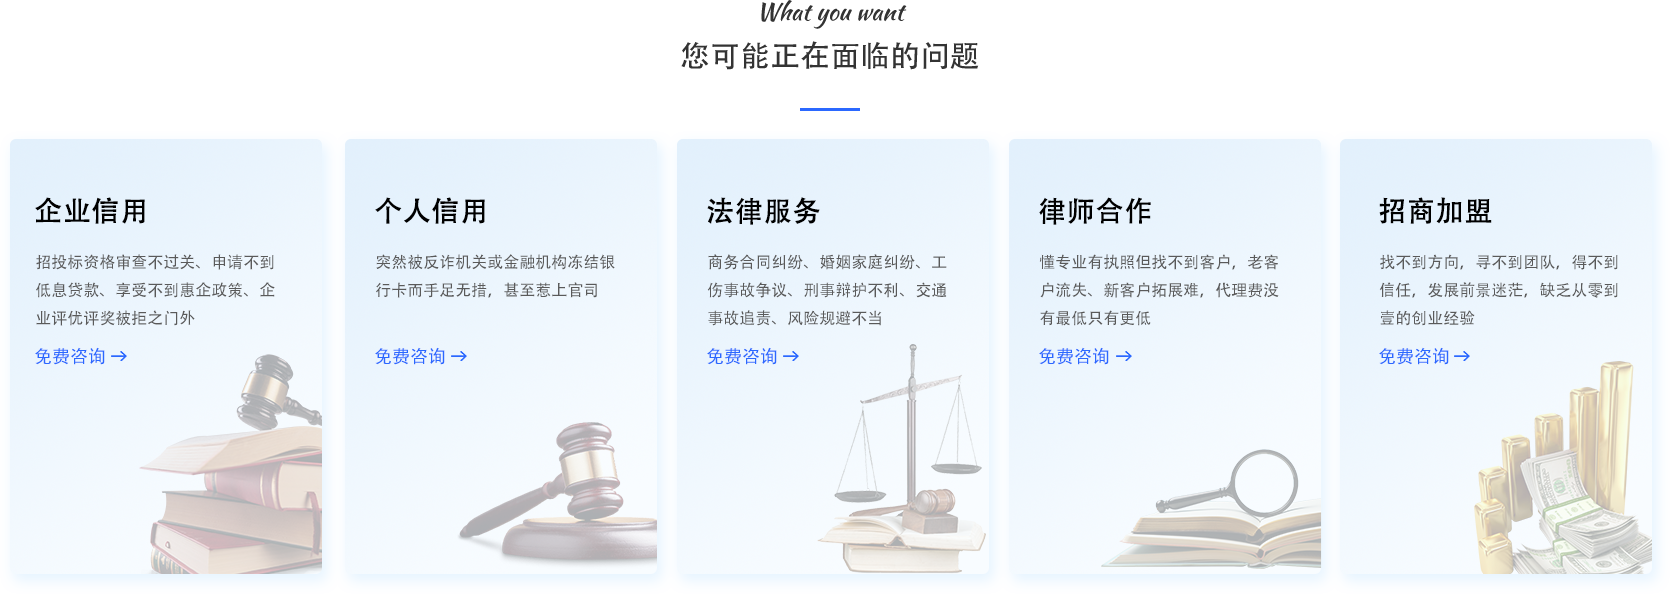 What you want
您可能正在面临的问题
企业信用
招投标资格审查不过关、申请不到
低息贷款、享受不到惠企政策、企
业评优评奖被拒之门外
免费咨询 →
个人信用
突然被反诈机关或金融机构冻结银
行卡而手足无措，甚至惹上官司
免费咨询 →
法律服务
商务合同纠纷、婚姻家庭纠纷、工
伤事故争议、刑事辩护不利、交通
事故追责、风险规避不当
免费咨询 →
律师合作
懂专业有执照但找不到客户，老客
户流失、新客户拓展难，代理费没
有最低只有更低
免费咨询 →
招商加盟
找不到方向，寻不到团队，得不到
信任，发展前景迷茫，缺乏从零到
壹的创业经验
免费咨询 →